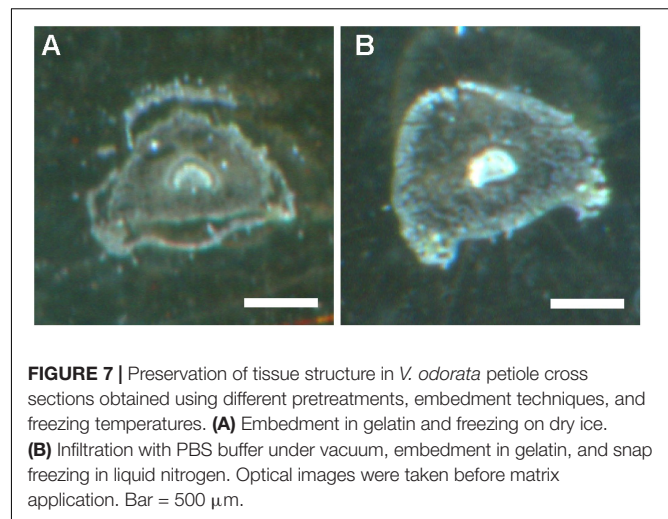 A
B
FIGURE 7 | Preservation of tissue structure in V. odorata petiole cross
sections obtained using different pretreatments, embedment techniques, and
freezing temperatures. (A) Embedment in gelatin and freezing on dry ice.
(B) Infiltration with PBS buffer under vacuum, embedment in gelatin, and snap
freezing in liquid nitrogen. Optical images were taken before matrix
application. Bar = 500 μm.